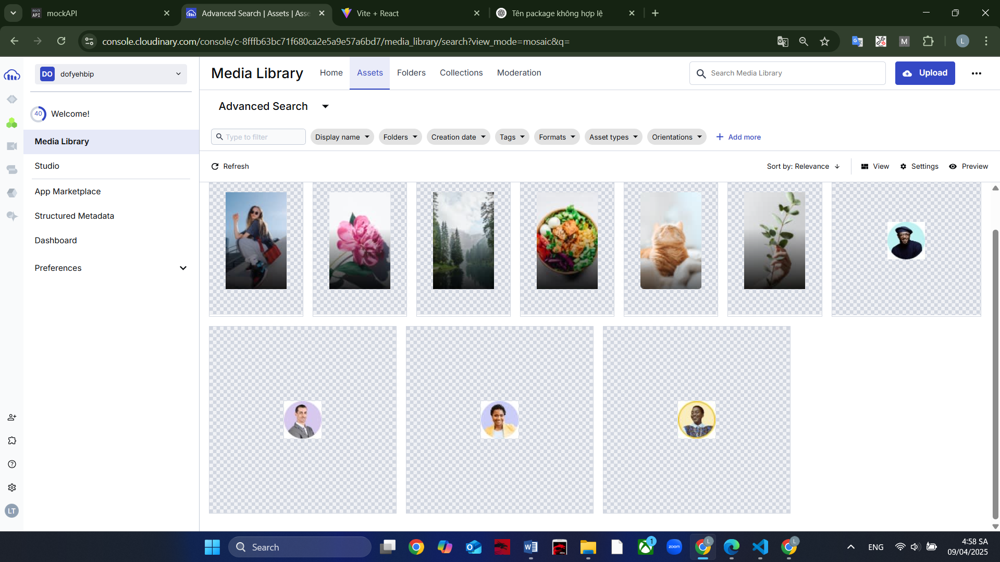 mock API
mockAPI
Advanced Search | Assets | Asse
Vite + React
Tên package không hợp lệ
console.cloudinary.com/console/c-8fffb63bc71f680ca2e5a9e57a6bd7/media_library/search?view_mode=mosaic&q=
M
L
DO
dofyehbip
Media Library
Home
Assets
Folders
Collections
Moderation
Search Media Library
Upload
Advanced Search
40
Welcome!
Type to filter
Display name
Folders
Creation date
Tags
Formats
Asset types
Orientations
Add more
Media Library
Studio
Refresh
Sort by: Relevance
View
Settings
Preview
App Marketplace
Structured Metadata
Dashboard
Preferences
LT
Search
1
zoom
L
L
ENG
4:58 SA
09/04/2025